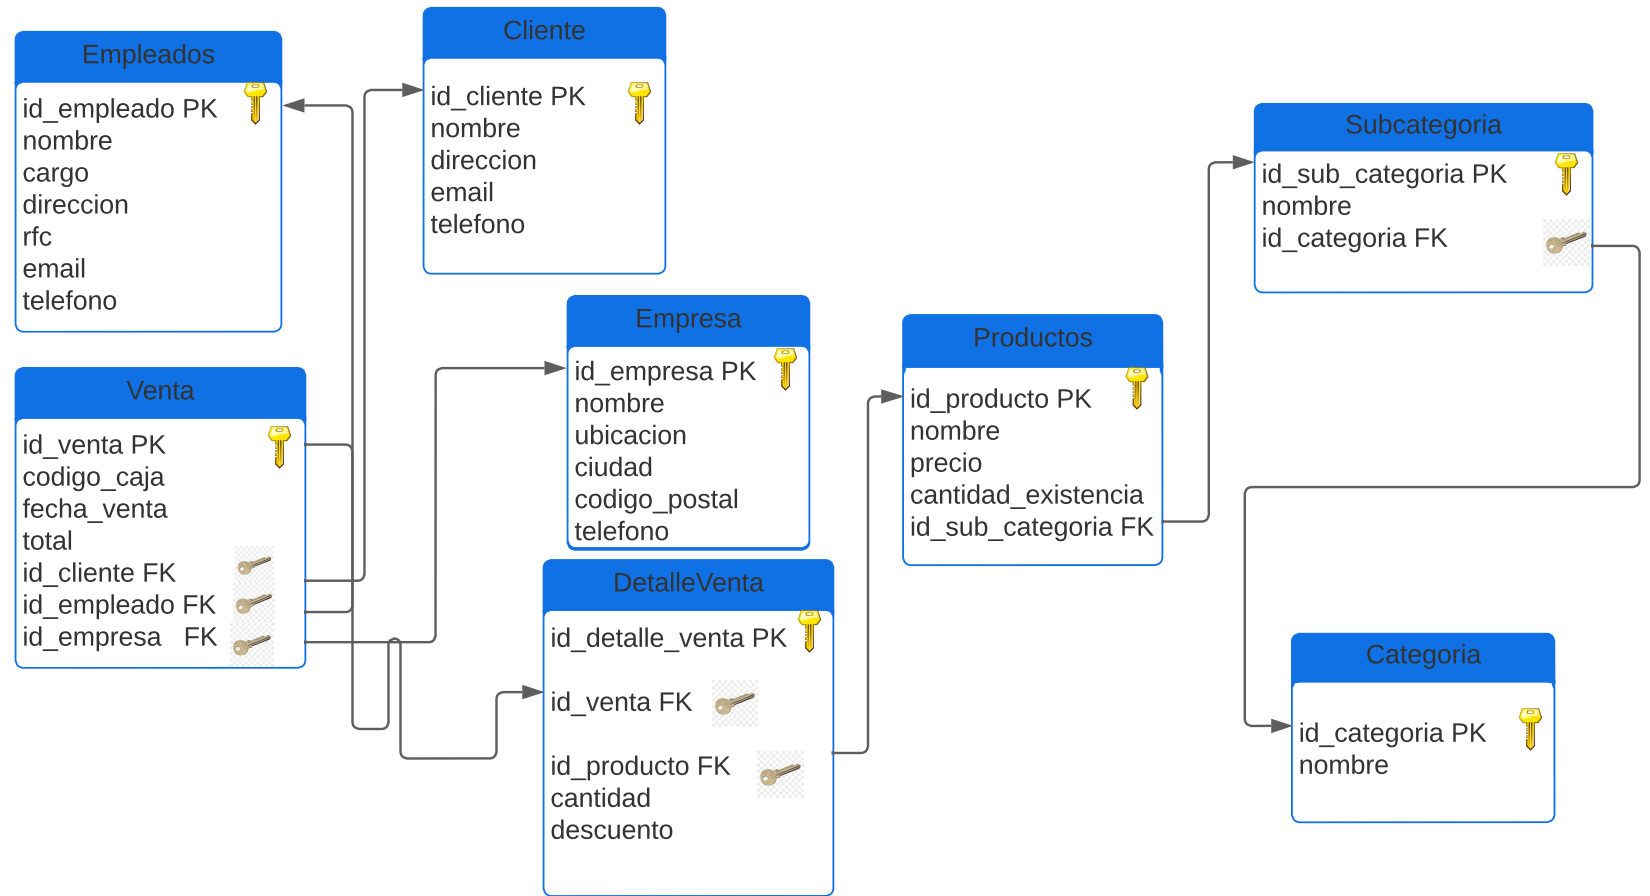 Empleados
id_empleado PK
nombre
cargo
direccion
rfc
email
telefono
Cliente
id_cliente PK
nombre
direccion
email
telefono
Venta
id_venta PK
codigo_caja
fecha_venta
total
id_cliente FK
id_empleado FK
id_empresa FK
Empresa
id_empresa PK
nombre
ubicacion
ciudad
codigo_postal
telefono
DetalleVenta
id_detalle_venta PK
id_venta FK
id_producto FK
cantidad
descuento
Productos
id_producto PK
nombre
precio
cantidad_existencia
id_sub_categoria FK
Subcategoria
id_sub_categoria PK
nombre
id_categoria FK
Categoria
id_categoria PK
nombre